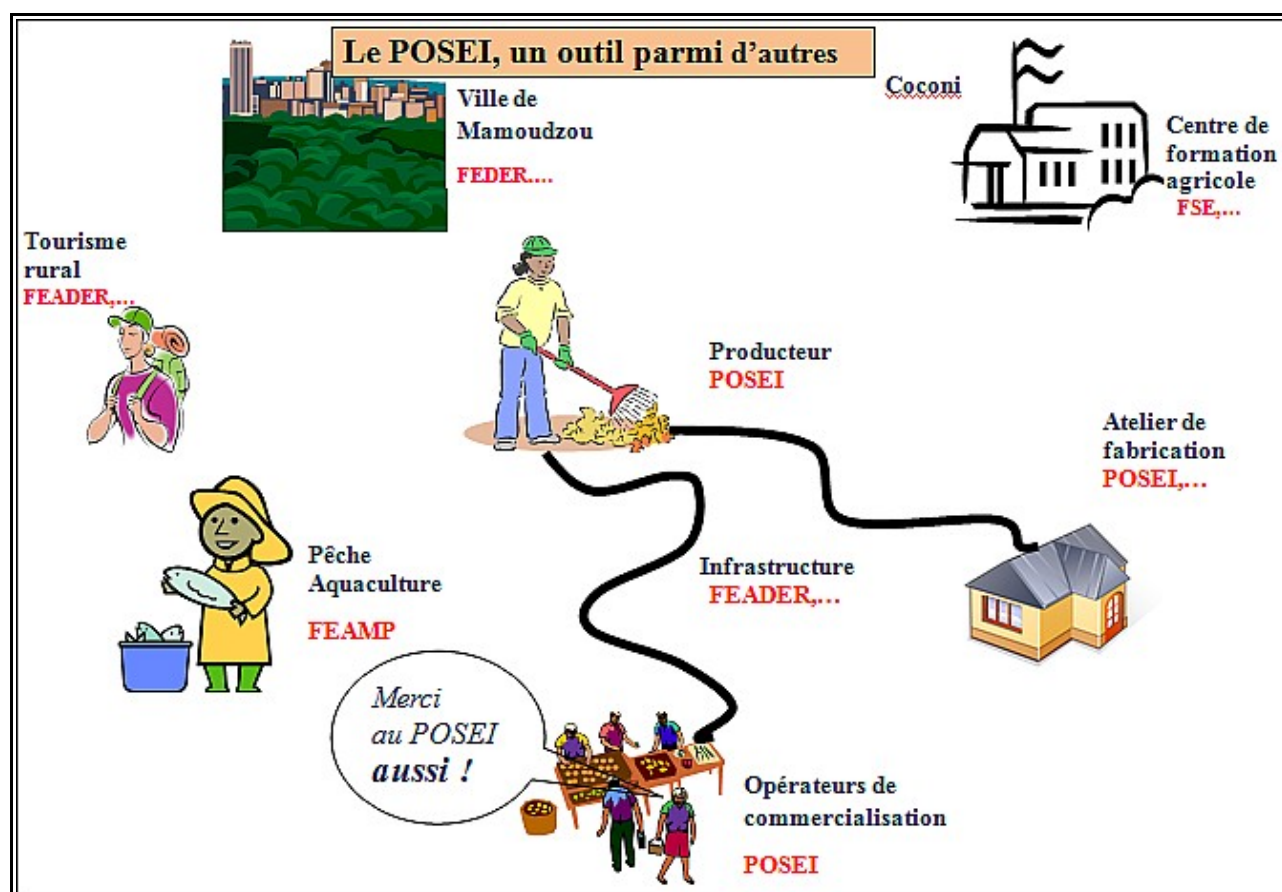 Le POSEI, un outil parmi d'autres
Ville de
Mamoudzou
FEDER....
Coconi
Centre de
formation
agricole
FSE,...
Tourisme
rural
FEADER,...
Producteur
POSEI
Atelier de
fabrication
POSEI,...
Pêche
Aquaculture
FEAMP
Infrastructure
FEADER,...
Merci
au POSEI
aussi !
Opérateurs de
commercialisation
POSEI